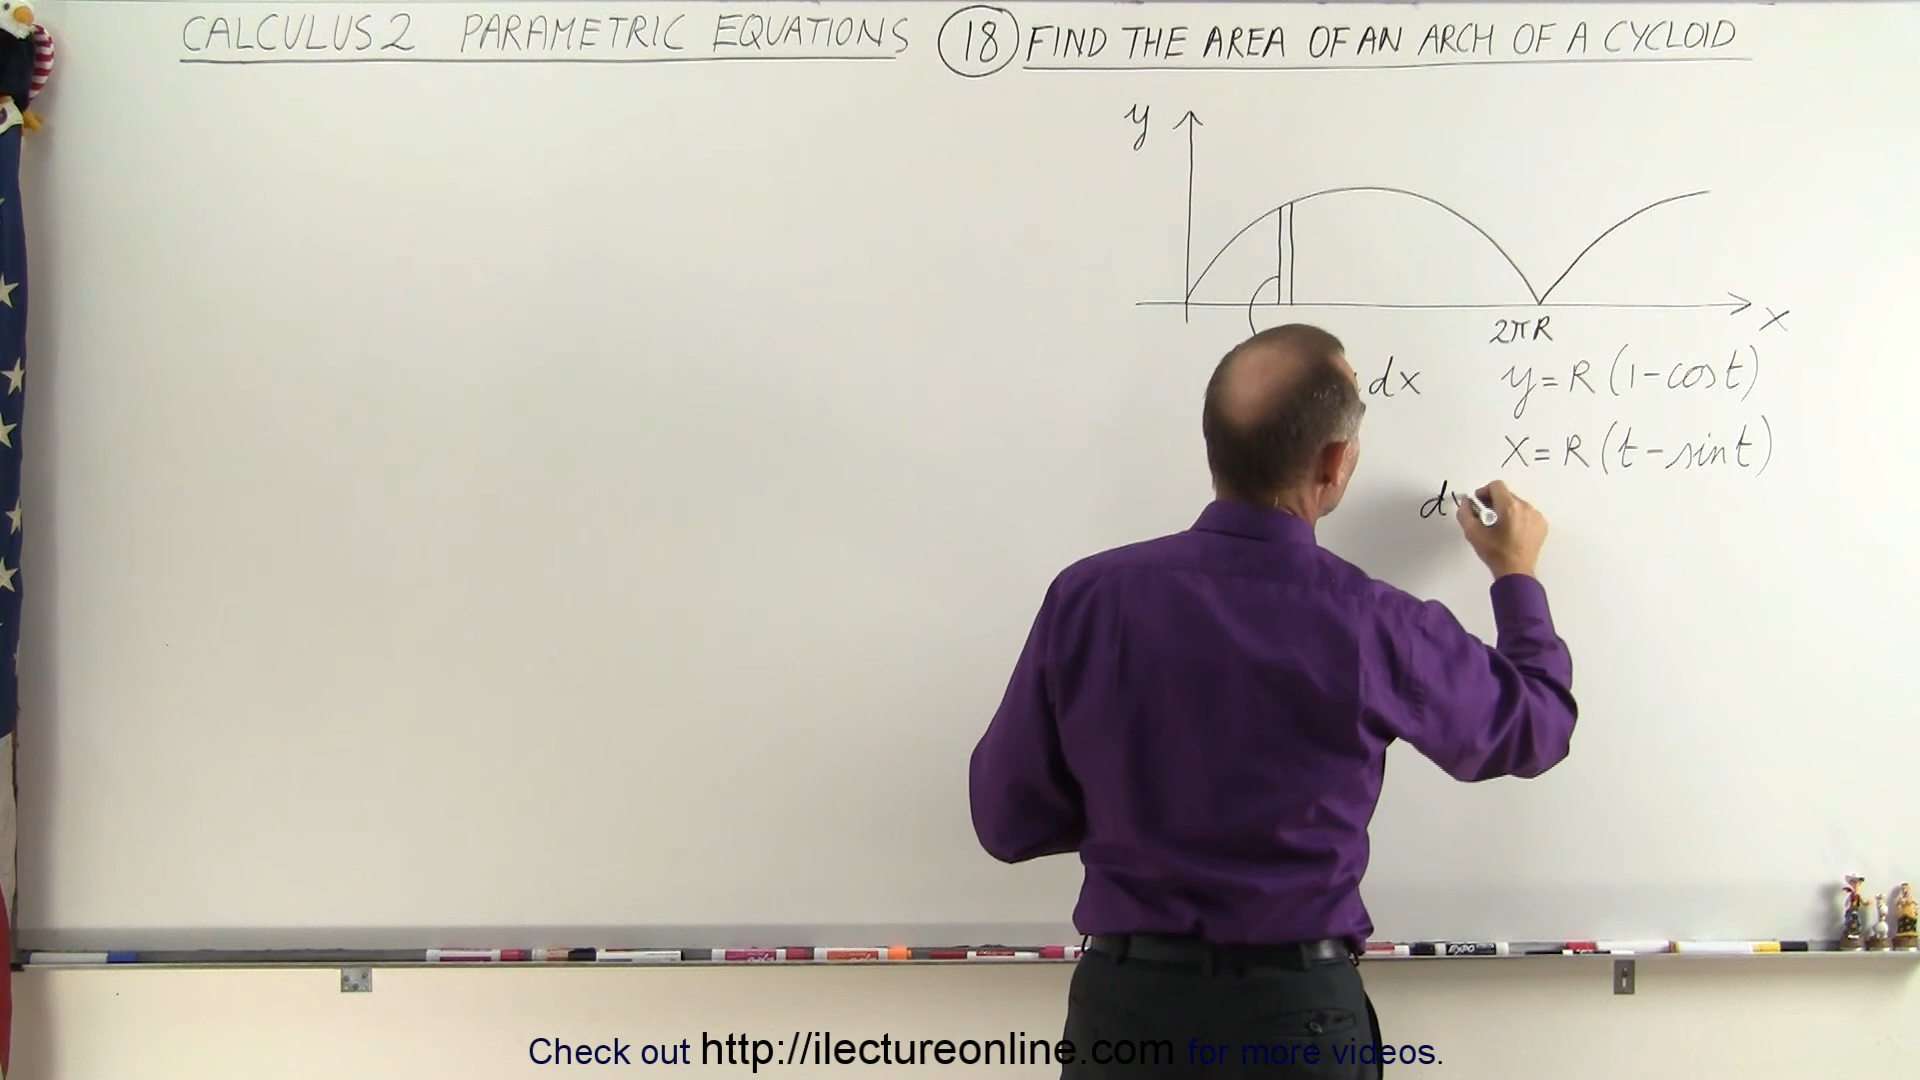 CALCULUS 2 PARAMETRIC EQUATIONS 18 FIND THE AREA OF AN ARCH OF A CYCLOID
y
x
2πR
dx
y = R (1 - cos t)
x = R (t - sin t)
EXPO
Check out http://ilectureonline.com for more videos.